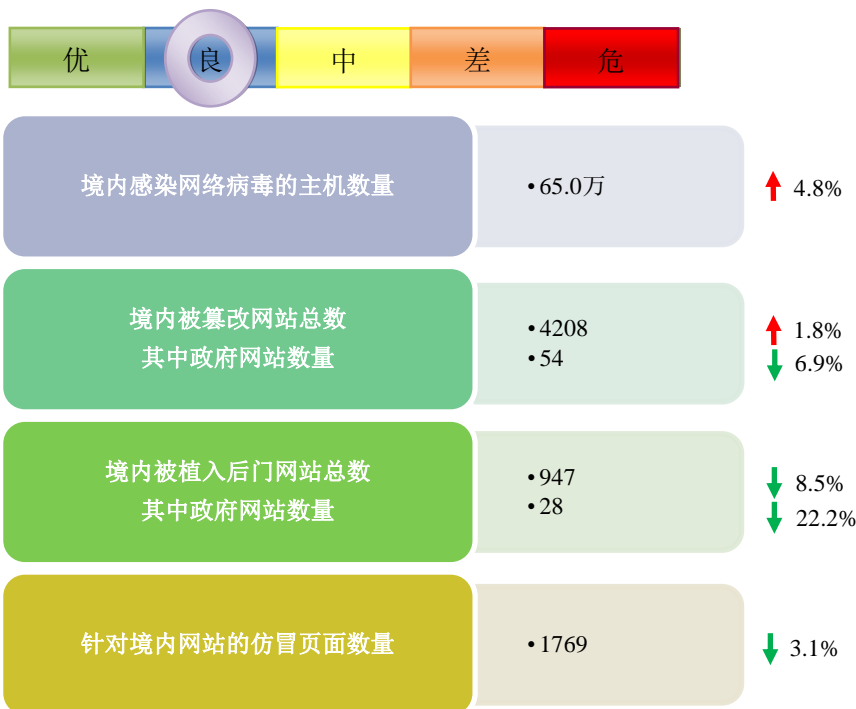 优 良 中 差 危
境内感染网络病毒的主机数量 •65.0万 4.8%
境内被篡改网站总数 •4208 1.8%
其中政府网站数量 •54 6.9%
境内被植入后门网站总数 •947 8.5%
其中政府网站数量 •28 22.2%
针对境内网站的仿冒页面数量 •1769 3.1%